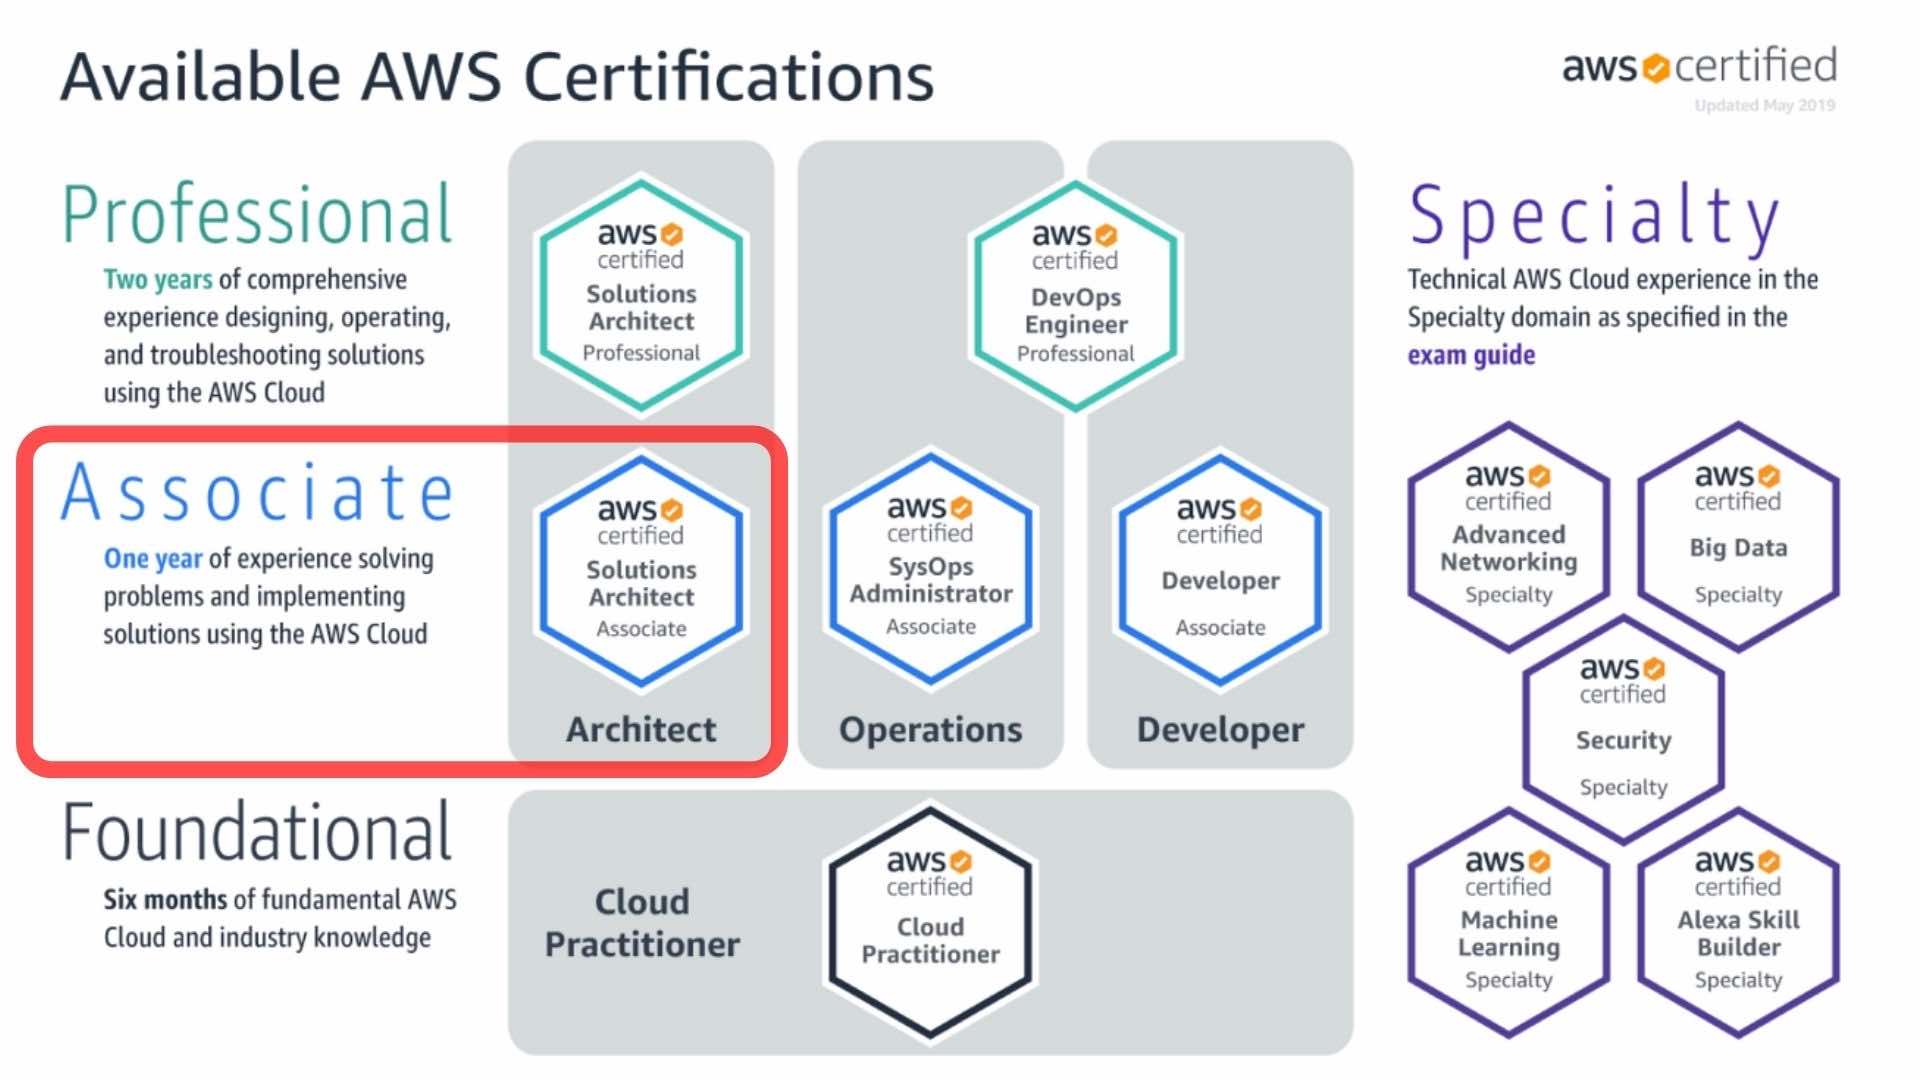 Available AWS Certifications
aws certified
Updated May 2019
Professional
Two years of comprehensive
experience designing, operating,
and troubleshooting solutions
using the AWS Cloud
aws
certified
Solutions
Architect
Professional
aws
certified
DevOps
Engineer
Professional
Specialty
Technical AWS Cloud experience in the
Specialty domain as specified in the
exam guide
Associate
One year of experience solving
problems and implementing
solutions using the AWS Cloud
aws
certified
Solutions
Architect
Associate
Architect
aws
certified
SysOps
Administrator
Associate
Operations
aws
certified
Developer
Associate
Developer
aws
certified
Advanced
Networking
Specialty
aws
certified
Big Data
Specialty
aws
certified
Security
Specialty
Foundational
Six months of fundamental AWS
Cloud and industry knowledge
Cloud
Practitioner
aws
certified
Cloud
Practitioner
aws
certified
Machine
Learning
Specialty
aws
certified
Alexa Skill
Builder
Specialty